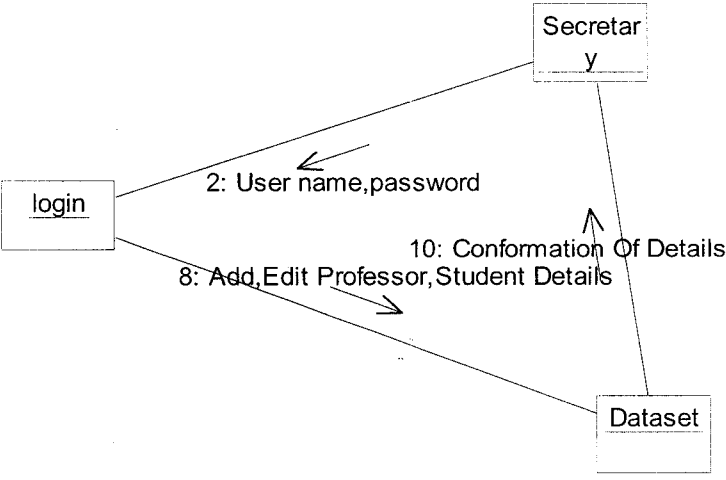 Secretar
y
2: User name,password
login
10: Conformation Of Details
8: Add,Edit Professor,Student Details
Dataset